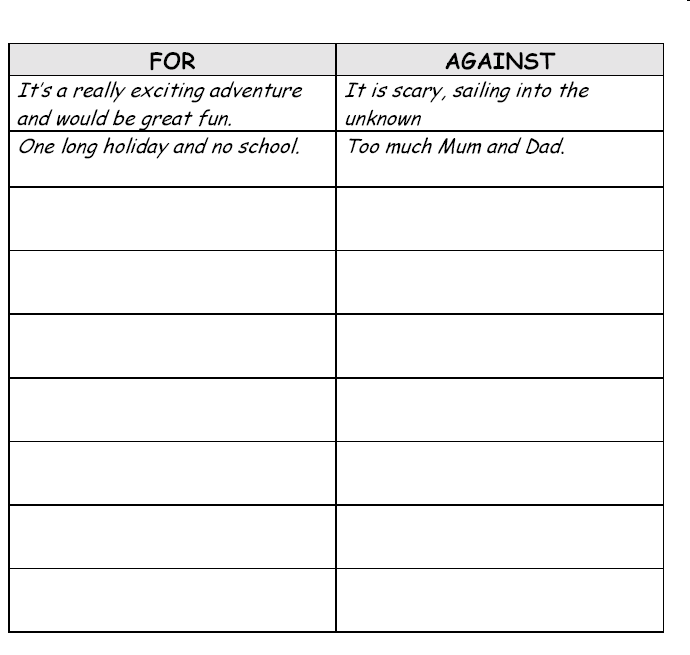 FOR AGAINST
It's a really exciting adventure
and would be great fun.
It is scary, sailing into the
unknown
One long holiday and no school.
Too much Mum and Dad.